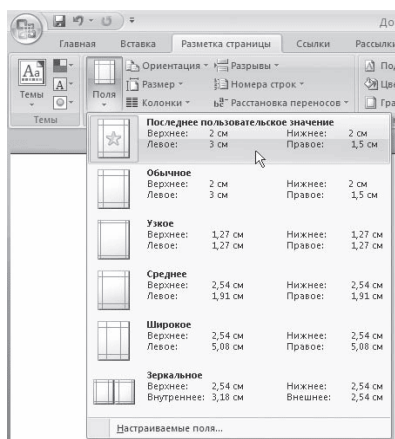 До
Главная Вставка Разметка страницы Ссылки Рассылки
Aa Темы
A
Поля
Ориентация Разрывы По
Размер Номера строк Цве
Колонки Расстановка переносов Гра
Темы
Последнее пользовательское значение
Верхнее: 2 см Нижнее: 2 см
Левое: 3 см Правое: 1,5 см
Обычное
Верхнее: 2 см Нижнее: 2 см
Левое: 3 см Правое: 1,5 см
Узкое
Верхнее: 1,27 см Нижнее: 1,27 см
Левое: 1,27 см Правое: 1,27 см
Среднее
Верхнее: 2,54 см Нижнее: 2,54 см
Левое: 1,91 см Правое: 1,91 см
Широкое
Верхнее: 2,54 см Нижнее: 2,54 см
Левое: 5,08 см Правое: 5,08 см
Зеркальное
Верхнее: 2,54 см Нижнее: 2,54 см
Внутреннее: 3,18 см Внешнее: 2,54 см
Настраиваемые поля...